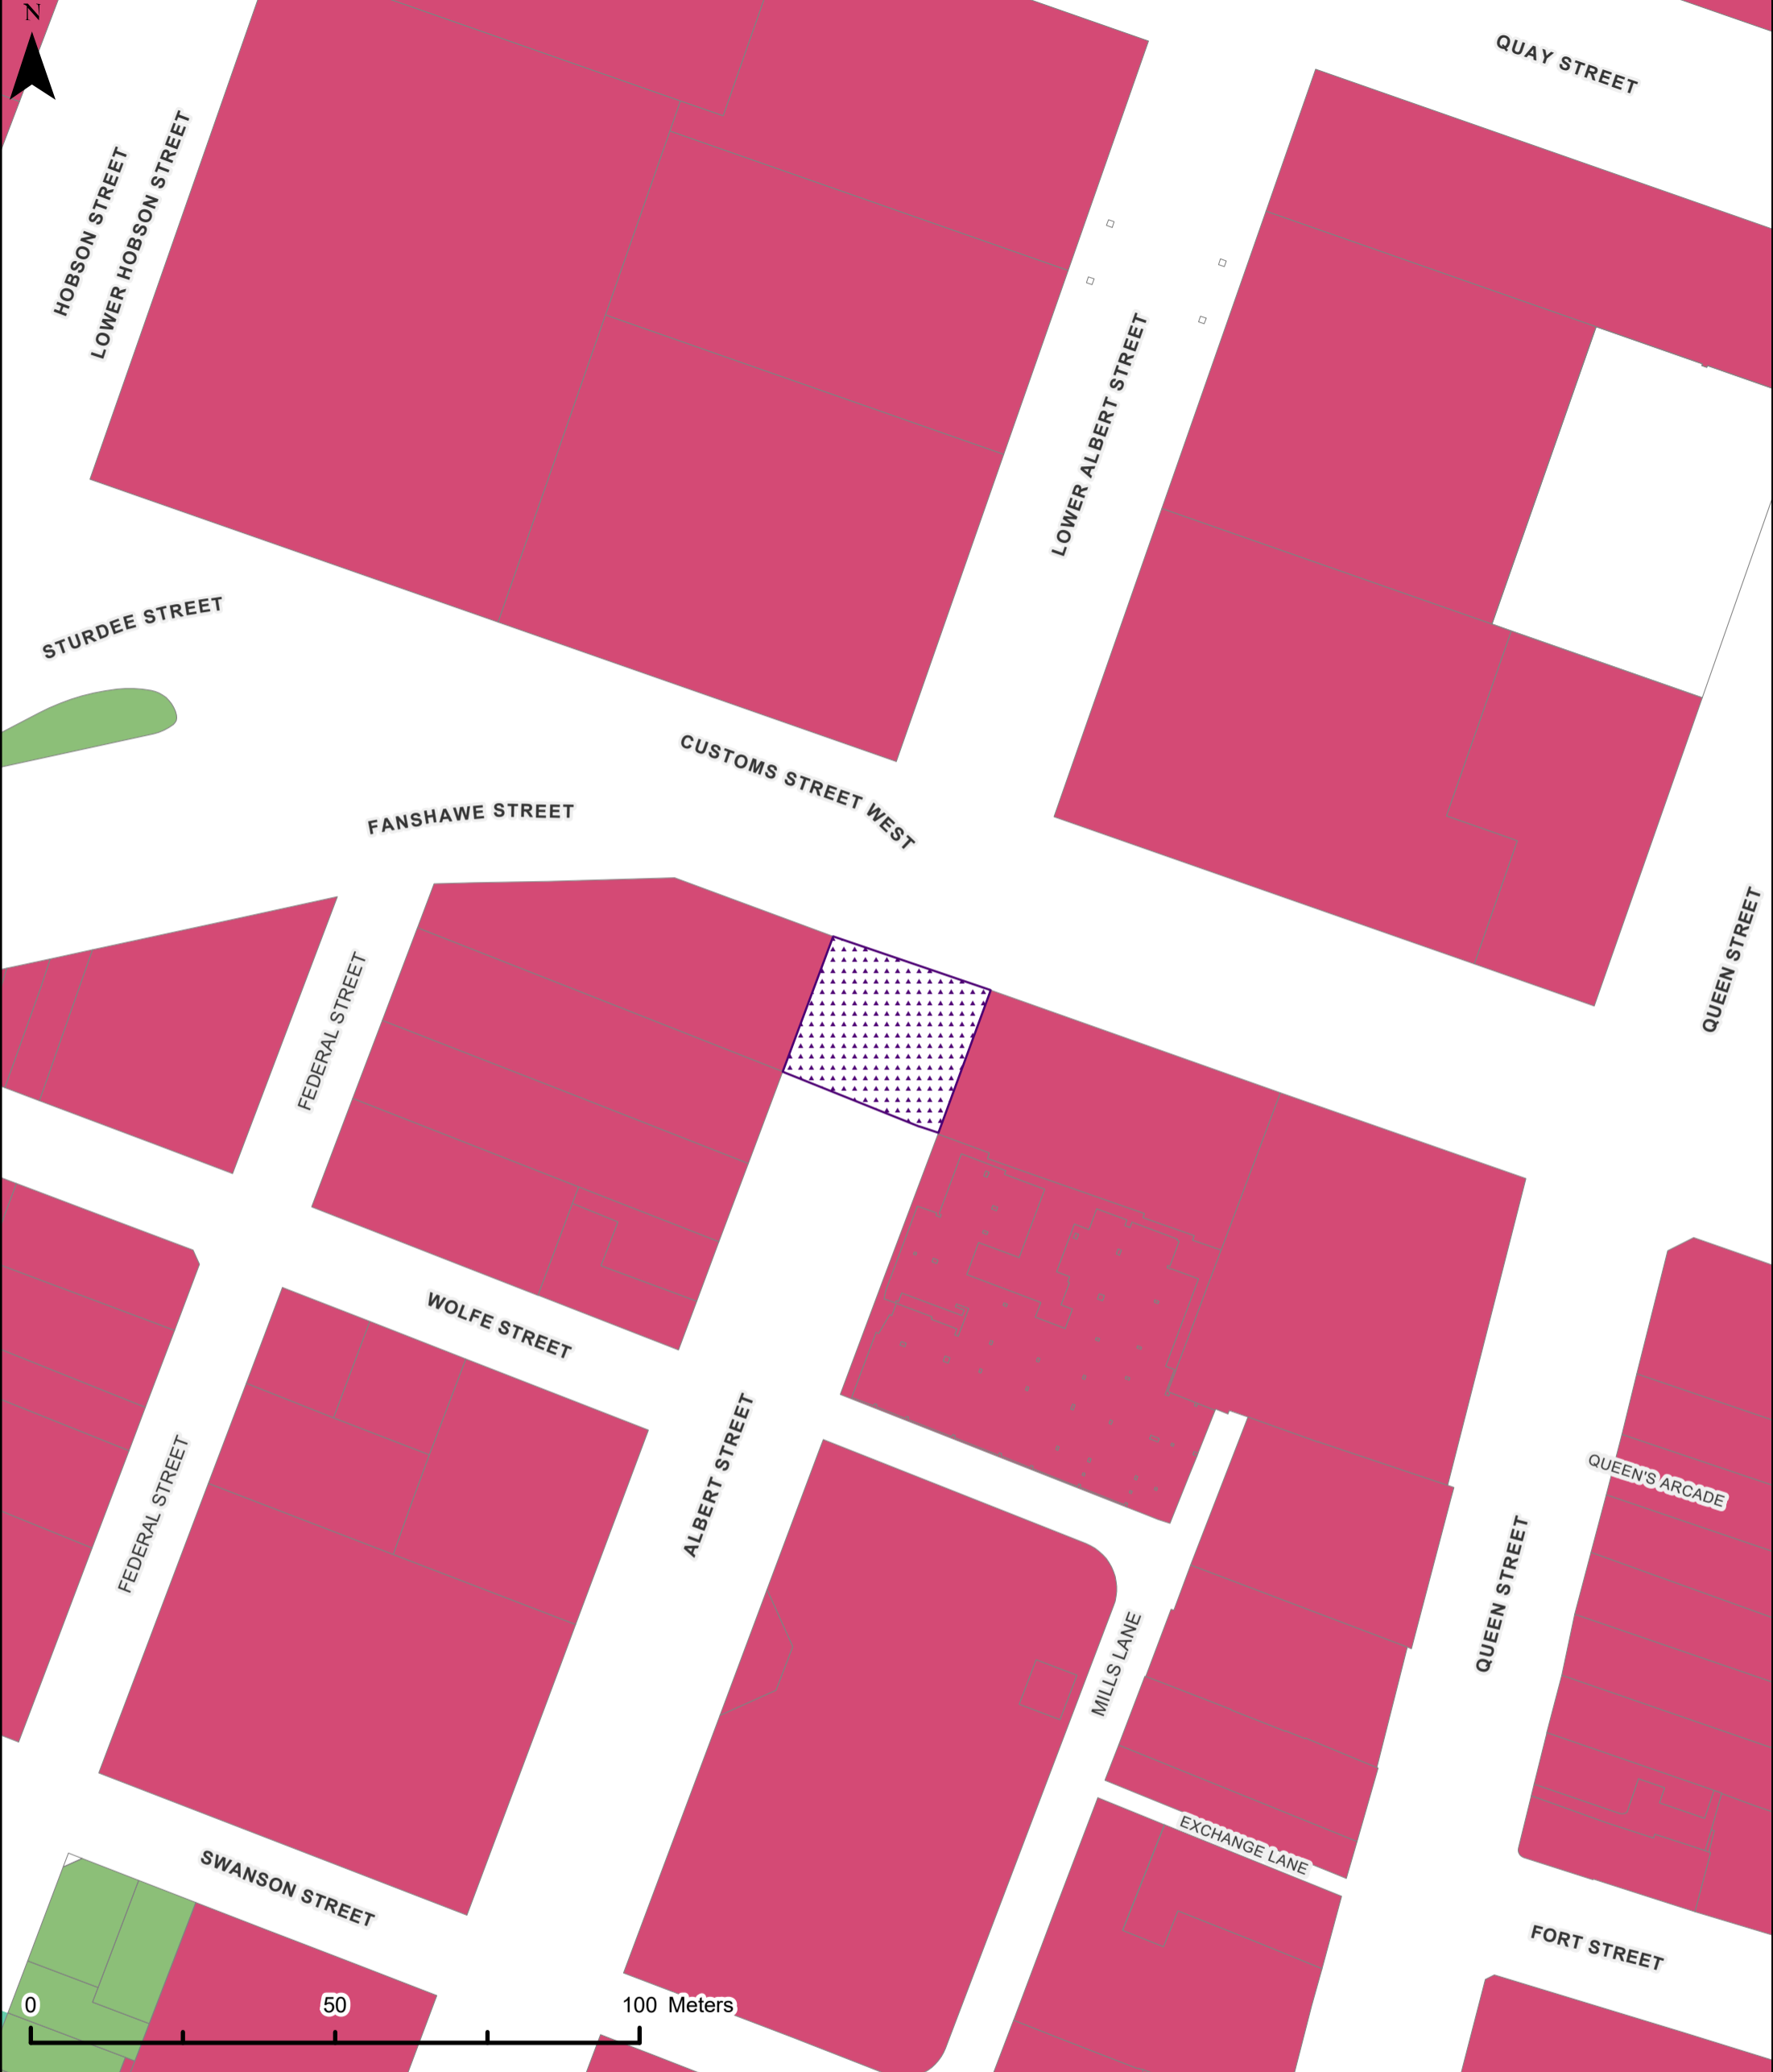 N
QUAY STREET
HOBSON STREET
LOWER HOBSON STREET
LOWER ALBERT STREET
STURDEE STREET
CUSTOMS STREET WEST
FANSHAWE STREET
QUEEN STREET
FEDERAL STREET
WOLFE STREET
ALBERT STREET
FEDERAL STREET
QUEEN'S ARCADE
QUEEN STREET
MILLS LANE
EXCHANGE LANE
SWANSON STREET
FORT STREET
0 50 100 Meters